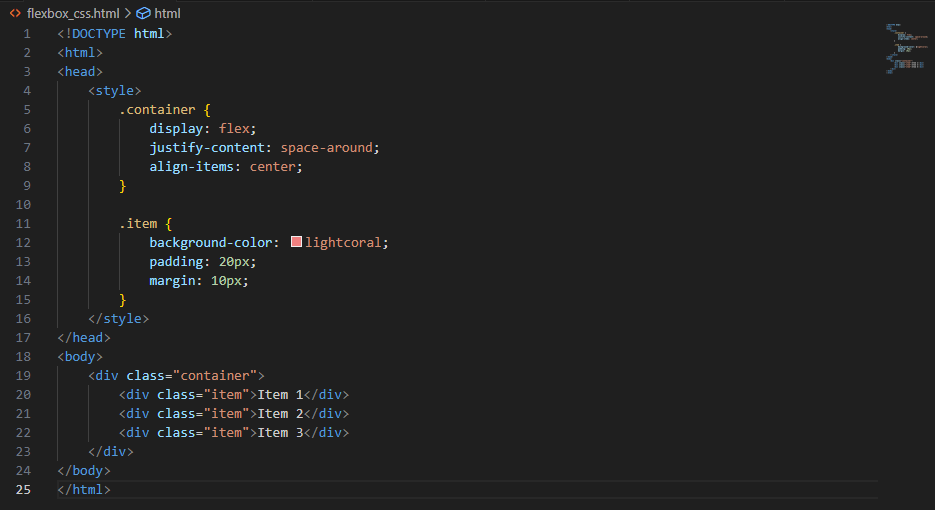 flexbox_css.html > html
1 <!DOCTYPE html>
2 <html>
3 <head>
4     <style>
5         .container {
6             display: flex;
7             justify-content: space-around;
8             align-items: center;
9         }
10
11         .item {
12             background-color: lightcoral;
13             padding: 20px;
14             margin: 10px;
15         }
16     </style>
17 </head>
18 <body>
19     <div class="container">
20         <div class="item">Item 1</div>
21         <div class="item">Item 2</div>
22         <div class="item">Item 3</div>
23     </div>
24 </body>
25 </html>